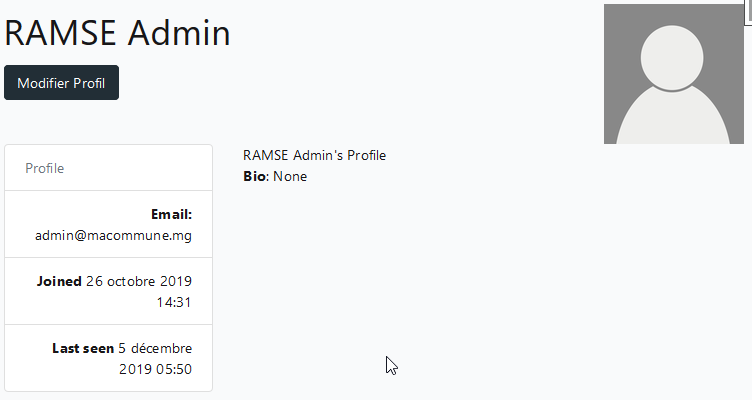 RAMSE Admin
Modifier Profil
Profile
Email:
admin@macommune.mg
Joined 26 octobre 2019
14:31
Last seen 5 décembre
2019 05:50
RAMSE Admin's Profile
Bio: None